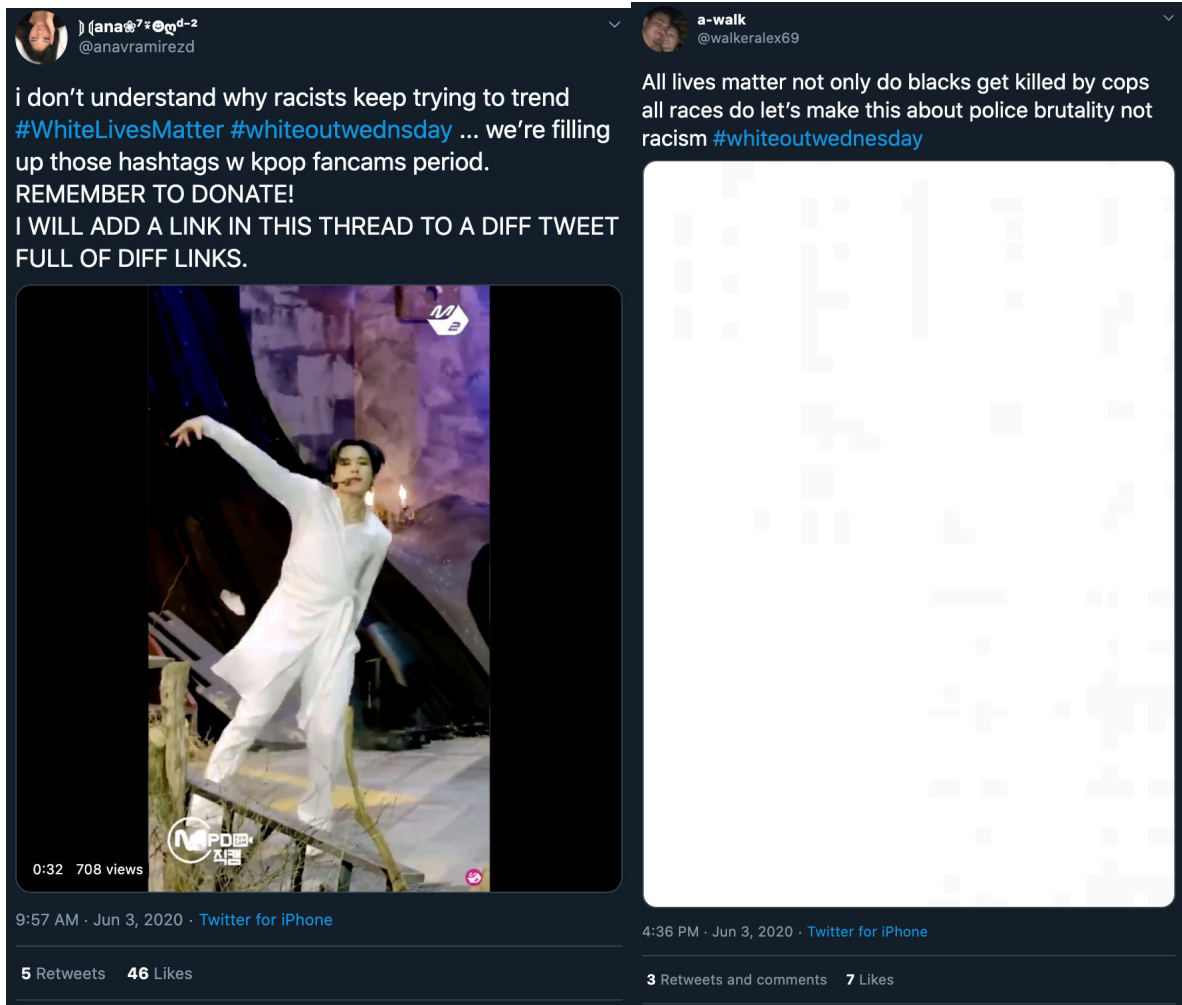 @anavramirezd
i don’t understand why racists keep trying to trend
#WhiteLivesMatter #whiteoutwednsday ... we’re filling
up those hashtags w kpop fancams period.
REMEMBER TO DONATE!
I WILL ADD A LINK IN THIS THREAD TO A DIFF TWEET
FULL OF DIFF LINKS.
M2
MPD
직캠
0:32 708 views
9:57 AM · Jun 3, 2020 · Twitter for iPhone
5 Retweets 46 Likes
a-walk
@walkeralex69
All lives matter not only do blacks get killed by cops
all races do let’s make this about police brutality not
racism #whiteoutwednesday
4:36 PM · Jun 3, 2020 · Twitter for iPhone
3 Retweets and comments 7 Likes